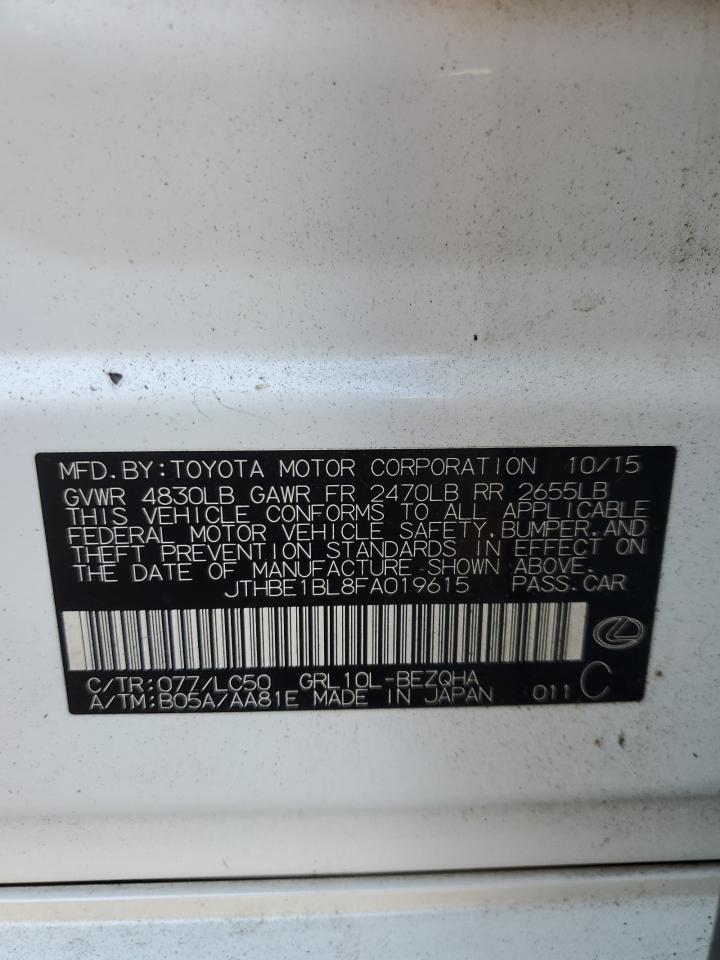 MFD.BY:TOYOTA MOTOR CORPORATION 10/15
GVWR 4830LB GAWR FR 2470LB RR 2655LB
THIS VEHICLE CONFORMS TO ALL APPLICABLE
FEDERAL MOTOR VEHICLE SAFETY,BUMPER,AND
THEFT PREVENTION STANDARDS IN EFFECT ON
THE DATE OF MANUFACTURE SHOWN ABOVE.
JTHBE1BL8FA019615 PASS.CAR
C/TR:077/LC50 GRL10L-BEZQHA
A/TM:B05A/AA81E MADE IN JAPAN 011 C